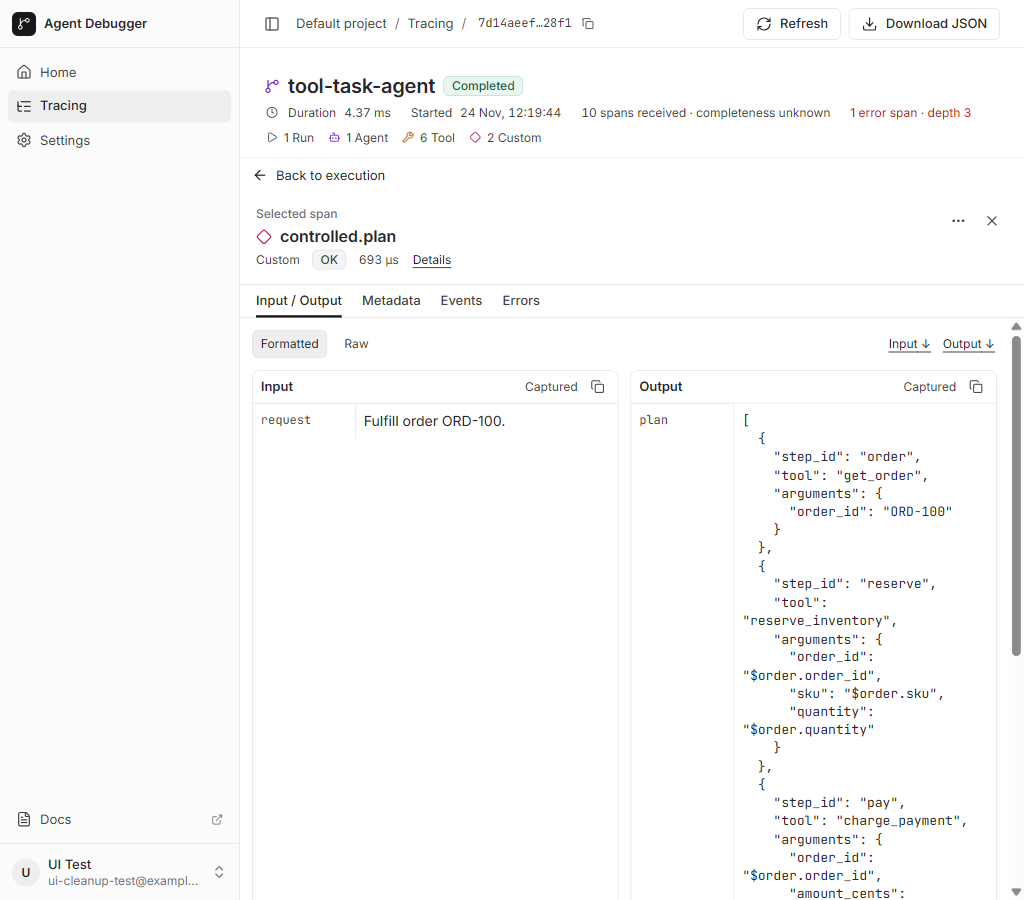 Agent Debugger
Default project / Tracing / 7d14aeef…28f1
Refresh
Download JSON
Home
Tracing
Settings
tool-task-agent Completed
Duration 4.37 ms Started 24 Nov, 12:19:44 10 spans received · completeness unknown 1 error span · depth 3
1 Run 1 Agent 6 Tool 2 Custom
Back to execution
Selected span
controlled.plan
Custom OK 693 µs Details
Input / Output Metadata Events Errors
Formatted Raw
Input ↓ Output ↓
Input Captured
request Fulfill order ORD-100.
Output Captured
plan
[
  {
    "step_id": "order",
    "tool": "get_order",
    "arguments": {
      "order_id": "ORD-100"
    }
  },
  {
    "step_id": "reserve",
    "tool":
"reserve_inventory",
    "arguments": {
      "order_id":
"$order.order_id",
      "sku": "$order.sku",
      "quantity":
"$order.quantity"
    }
  },
  {
    "step_id": "pay",
    "tool": "charge_payment",
    "arguments": {
      "order_id":
"$order.order_id",
      "amount_cents":
Docs
U
UI Test
ui-cleanup-test@exampl...